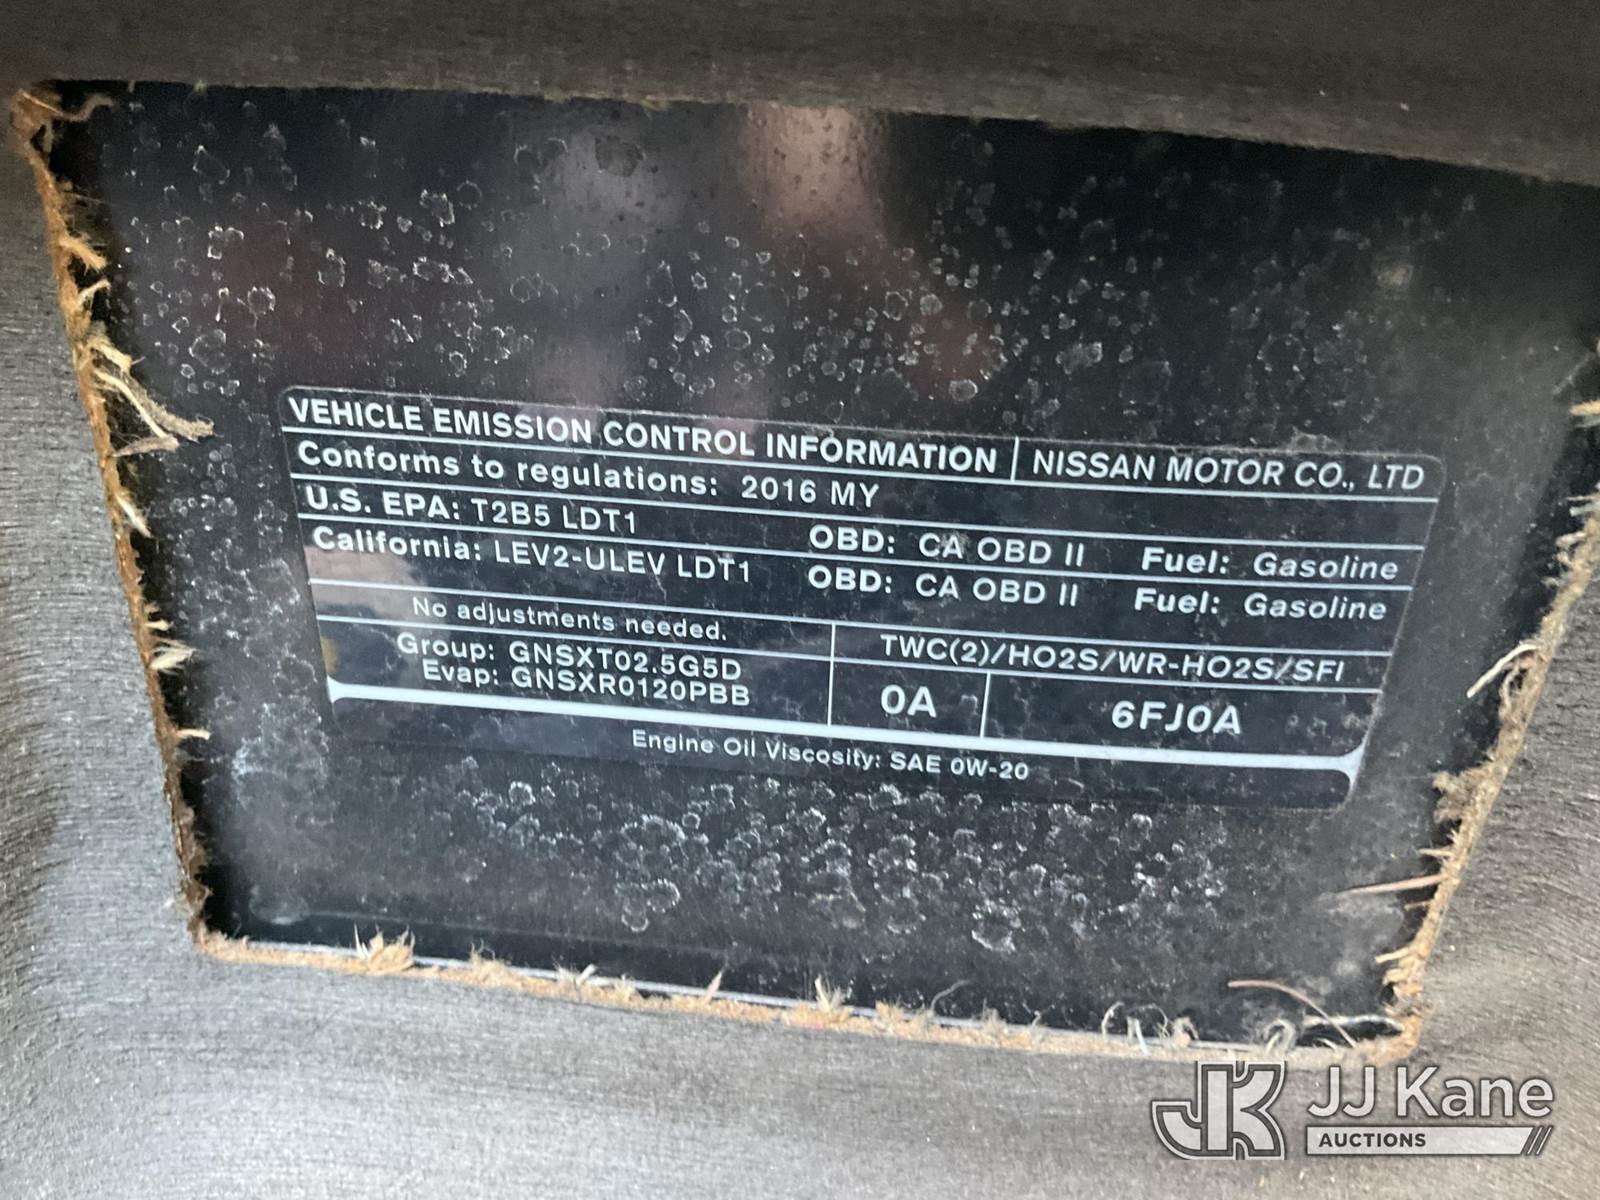 VEHICLE EMISSION CONTROL INFORMATION NISSAN MOTOR CO., LTD
Conforms to regulations: 2016 MY
U.S. EPA: T2B5 LDT1 OBD: CA OBD II Fuel: Gasoline
California: LEV2-ULEV LDT1 OBD: CA OBD II Fuel: Gasoline
No adjustments needed. TWC(2)/HO2S/WR-HO2S/SFI
Group: GNSXT02.5G5D
Evap: GNSXR0120PBB
0A 6FJ0A
Engine Oil Viscosity: SAE 0W-20
JK JJ Kane
AUCTIONS